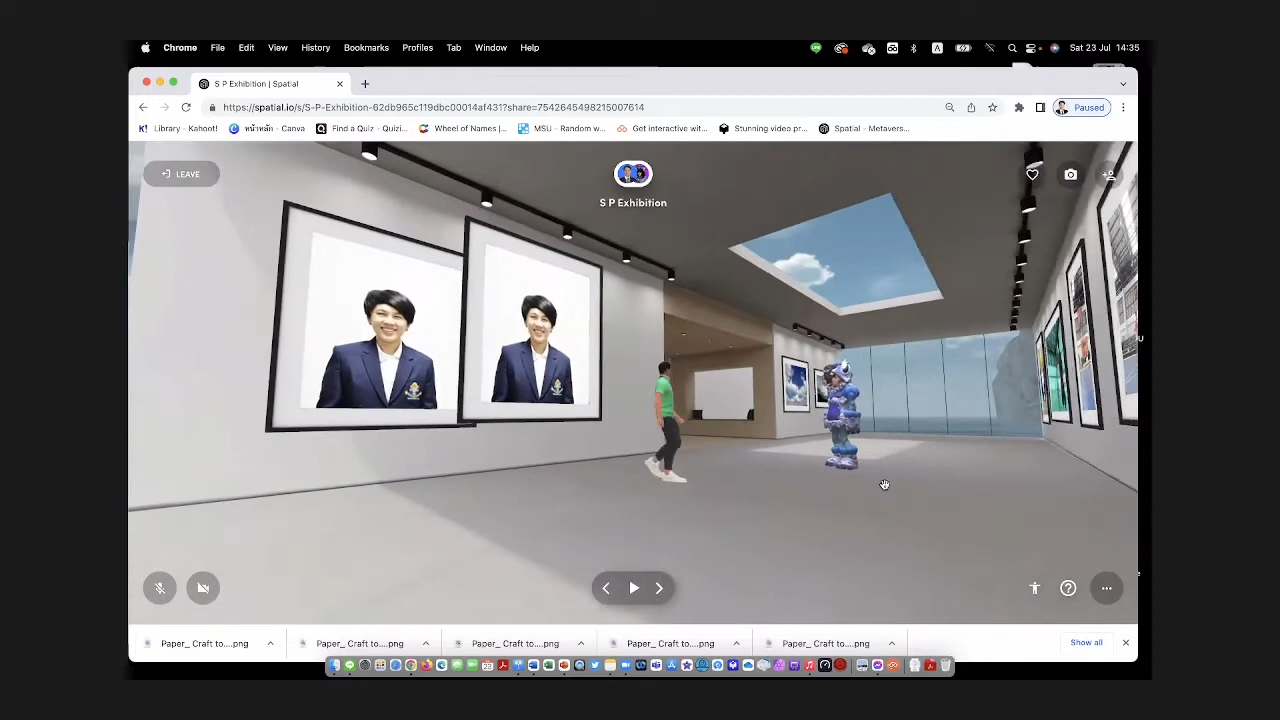 Chrome File Edit View History Bookmarks Profiles Tab Window Help A Sat 23 Jul 14:35
S P Exhibition | Spatial
https://spatial.io/s/S-P-Exhibition-62db965c119dbc00014af431?share=7542645498215007614 Paused
K! Library - Kahoot! หน้าหลัก - Canva Find a Quiz - Quizi... Wheel of Names |... MSU - Random w... Get interactive wit... Stunning video pr... Spatial - Metavers...
LEAVE
S P Exhibition
Paper_ Craft to....png Paper_ Craft to....png Paper_ Craft to....png Paper_ Craft to....png Paper_ Craft to....png Show all